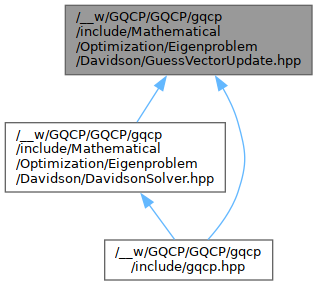 /__w/GQCP/GQCP/gqcp
/include/Mathematical
/Optimization/Eigenproblem
/Davidson/GuessVectorUpdate.hpp
/__w/GQCP/GQCP/gqcp
/include/Mathematical
/Optimization/Eigenproblem
/Davidson/DavidsonSolver.hpp
/__w/GQCP/GQCP/gqcp
/include/gqcp.hpp